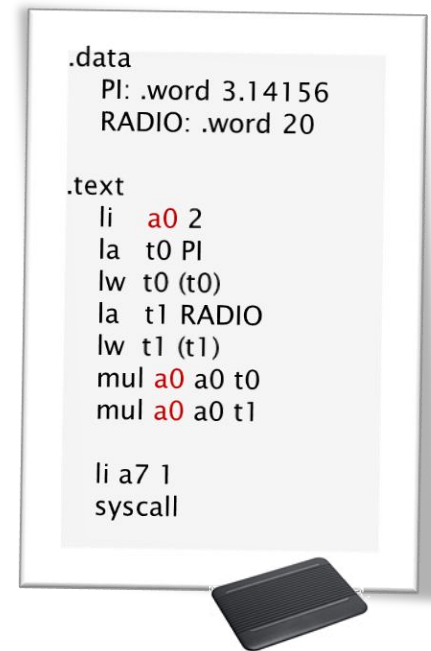 .data
PI: .word 3.14156
RADIO: .word 20
.text
li a0 2
la t0 PI
lw t0 (t0)
la t1 RADIO
lw t1 (t1)
mul a0 a0 t0
mul a0 a0 t1
li a7 1
syscall